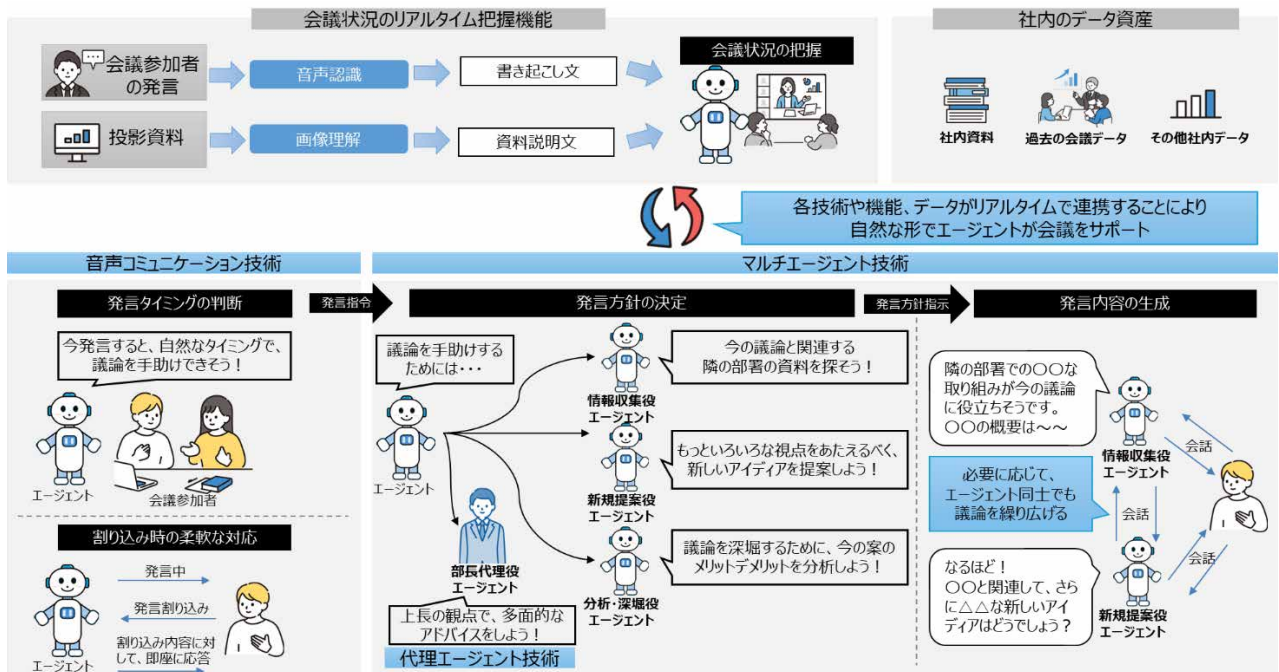 会議状況のリアルタイム把握機能
会議参加者
の発言
音声認識
書き起こし文
投影資料
画像理解
資料説明文
会議状況の把握
社内のデータ資産
社内資料
過去の会議データ
その他社内データ
各技術や機能、データがリアルタイムで連携することにより
自然な形でエージェントが会議をサポート
音声コミュニケーション技術
発言タイミングの判断
今発言すると、自然なタイミングで、
議論を手助けできそう!
エージェント
会議参加者
割り込み時の柔軟な対応
発言中
発言割り込み
割り込み内容に対
して、即座に応答
エージェント
発言指令
マルチエージェント技術
発言方針の決定
議論を手助けする
ためには・・・
エージェント
情報収集役
エージェント
今の議論と関連する
隣の部署の資料を探そう!
新規提案役
エージェント
もっといろいろな視点をあたえるべく、
新しいアイディアを提案しよう!
部長代理役
エージェント
上長の観点で、多面的な
アドバイスをしよう!
代理エージェント技術
分析・深堀役
エージェント
議論を深堀するために、今の案の
メリットデメリットを分析しよう!
発言方針指示
発言内容の生成
隣の部署での〇〇な
取り組みが今の議論
に役立ちそうです。
〇〇の概要は~~
情報収集役
エージェント
会話
必要に応じて、
エージェント同士でも
議論を繰り広げる
会話
会話
なるほど!
〇〇と関連して、さら
に△△な新しいアイ
ディアはどうでしょう?
新規提案役
エージェント